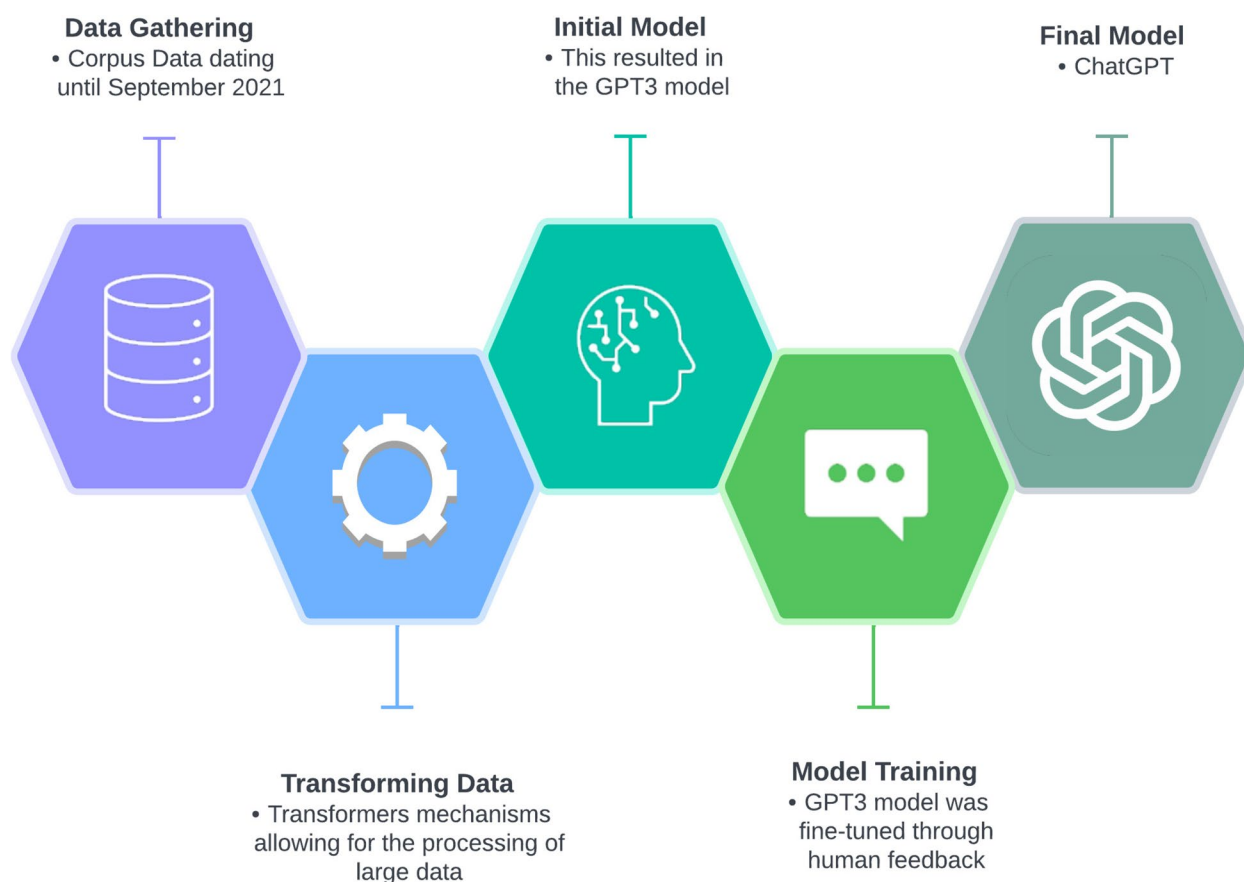 Data Gathering
• Corpus Data dating
until September 2021
Initial Model
• This resulted in
the GPT3 model
Final Model
• ChatGPT
Transforming Data
• Transformers mechanisms
allowing for the processing of
large data
Model Training
• GPT3 model was
fine-tuned through
human feedback